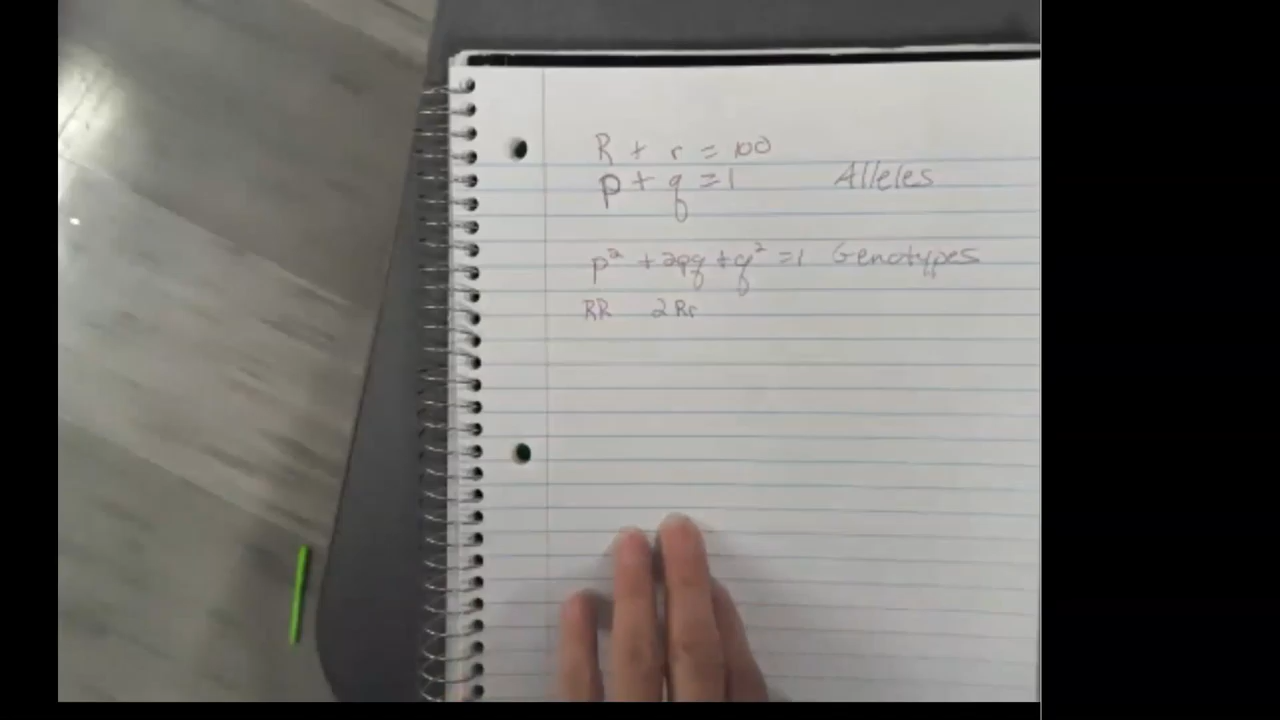 R + r = 100
p + q = 1 Alleles
p² + 2pq + q² = 1 Genotypes
RR 2Rr